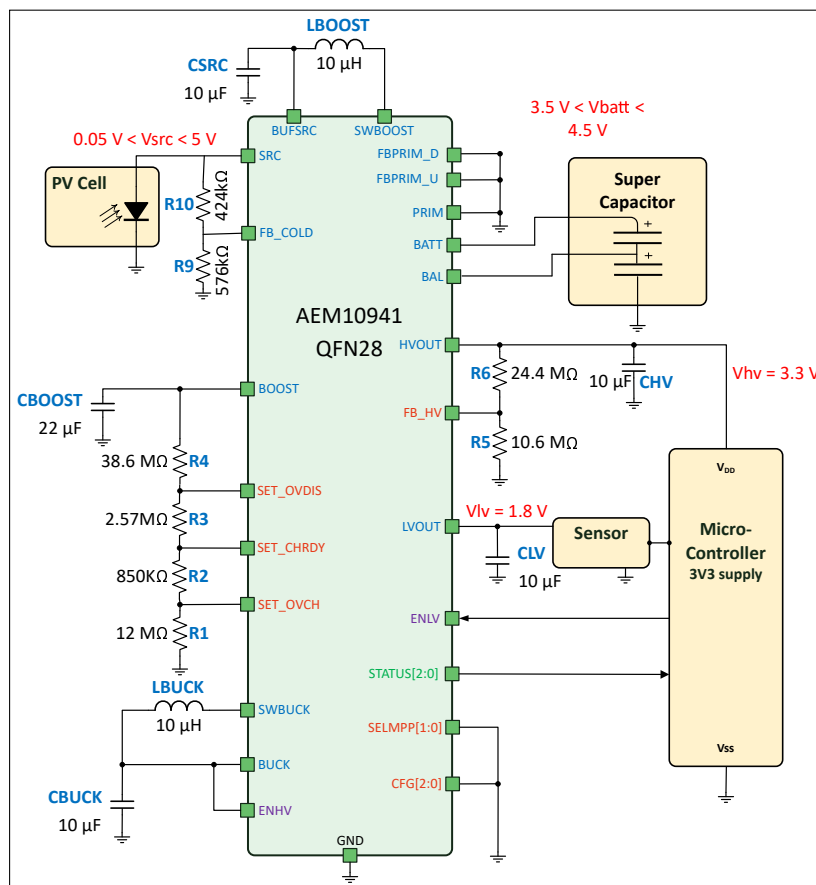 LBOOST
CSRC
10 µH
10 µF
3.5 V < Vbatt <
4.5 V
0.05 V < Vsrc < 5 V
BUFSRC
SWBOOST
SRC
FBPRIM_D
PV Cell
R10
424kΩ
FBPRIM_U
Super
Capacitor
PRIM
+
FB_COLD
BATT
R9
576kΩ
+
BAL
AEM10941
QFN28
HVOUT
R6
24.4 MΩ
10 µF
CHV
Vhv = 3.3 V
BOOST
CBOOST
22 µF
FB_HV
R5
10.6 MΩ
38.6 MΩ
R4
V_DD
SET_OVDIS
Vlv = 1.8 V
2.57MΩ
R3
LVOUT
Sensor
Micro-
Controller
3V3 supply
SET_CHRDY
CLV
10 µF
850KΩ
R2
SET_OVCH
ENLV
12 MΩ
R1
STATUS[2:0]
LBUCK
SWBUCK
10 µH
SELMPP[1:0]
Vss
BUCK
CFG[2:0]
CBUCK
10 µF
ENHV
GND